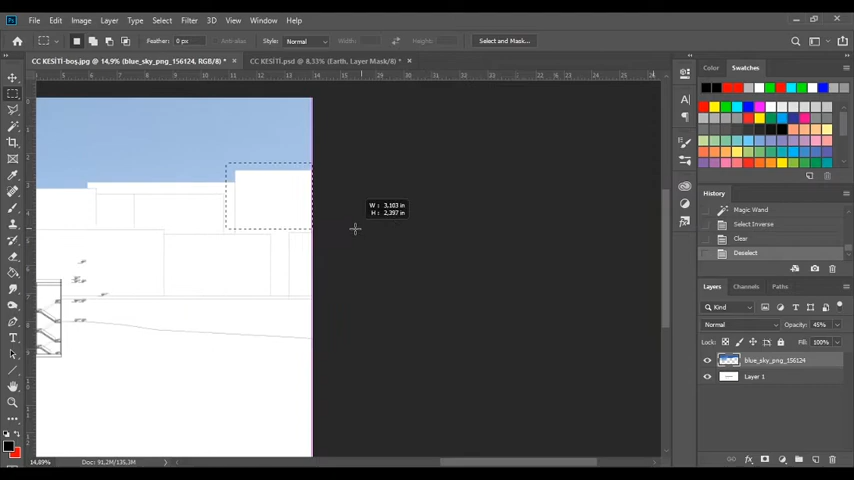 Ps File Edit Image Layer Type Select Filter 3D View Window Help
Feather: 0 px Anti-alias Style: Normal Width: Height: Select and Mask...
CC KESİTİ-boş.jpg @ 14,9% (blue_sky_png_156124, RGB/8) * ×
CC KESİTİ.psd @ 8,33% (Earth, Layer Mask/8) * ×
W: 3,103 in
H: 2,397 in
Color Swatches
History
Magic Wand
Select Inverse
Clear
Deselect
Layers Channels Paths
Kind
Normal Opacity: 45%
Lock: Fill: 100%
blue_sky_png_156124
Layer 1
14,89% Doc: 91,2M/135,3M
fx